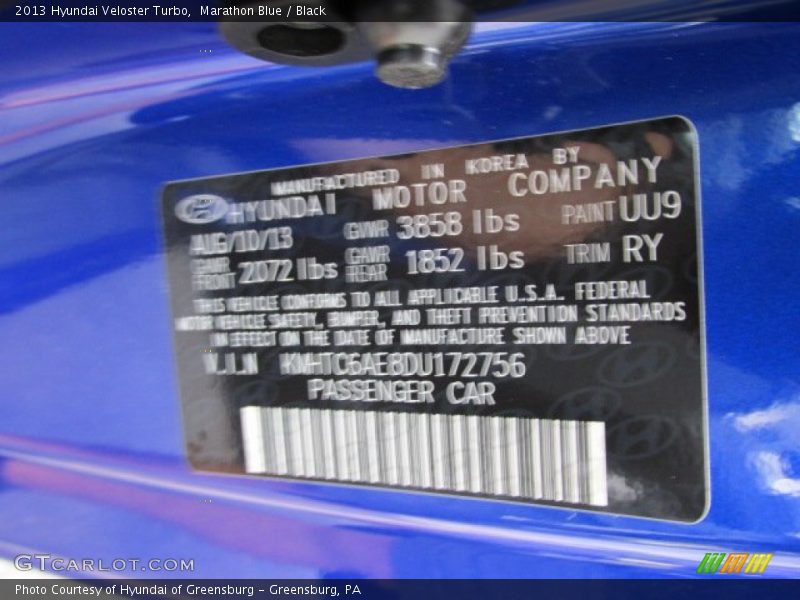 2013 Hyundai Veloster Turbo, Marathon Blue / Black
MANUFACTURED IN KOREA BY
HYUNDAI MOTOR COMPANY
AUG/10/13 GVWR 3858 lbs PAINT UU9
GAWR FRONT 2072 lbs GAWR REAR 1852 lbs TRIM RY
THIS VEHICLE CONFORMS TO ALL APPLICABLE U.S.A. FEDERAL
MOTOR VEHICLE SAFETY, BUMPER, AND THEFT PREVENTION STANDARDS
IN EFFECT ON THE DATE OF MANUFACTURE SHOWN ABOVE
V.I.N KMHTC6AE8DU172756
PASSENGER CAR
GTCARLOT.COM
Photo Courtesy of Hyundai of Greensburg – Greensburg, PA